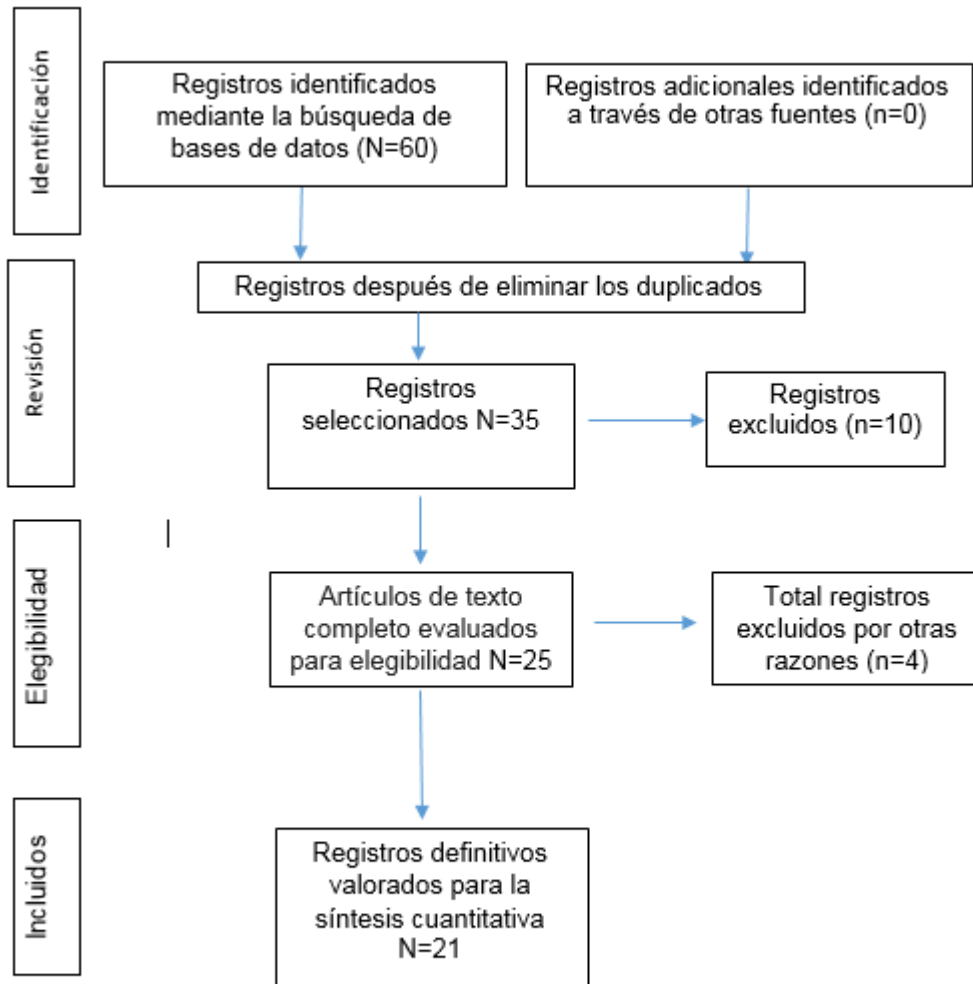 Identificación
Registros identificados
mediante la búsqueda de
bases de datos (N=60)
Registros adicionales identificados
a través de otras fuentes (n=0)
Revisión
Registros después de eliminar los duplicados
Registros
seleccionados N=35
Registros
excluidos (n=10)
Elegibilidad
Artículos de texto
completo evaluados
para elegibilidad N=25
Total registros
excluidos por otras
razones (n=4)
Incluidos
Registros definitivos
valorados para la
síntesis cuantitativa
N=21